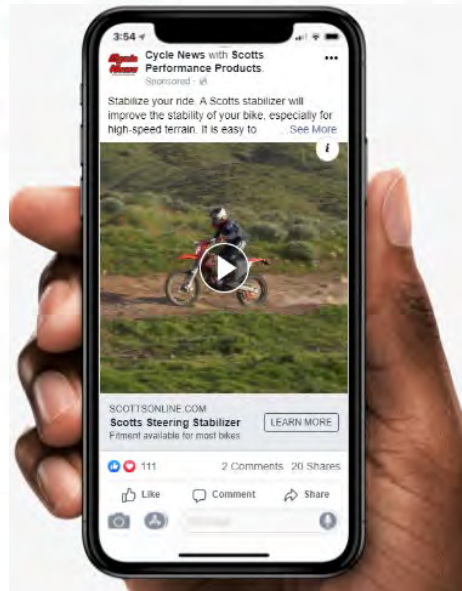 3:54
Cycle News
Cycle News with Scotts
Performance Products.
Sponsored ·
Stabilize your ride. A Scotts stabilizer will
improve the stability of your bike, especially for
high-speed terrain. It is easy to ... See More
i
SCOTTSONLINE.COM
Scotts Steering Stabilizer
Fitment available for most bikes
LEARN MORE
111
2 Comments 20 Shares
Like Comment Share